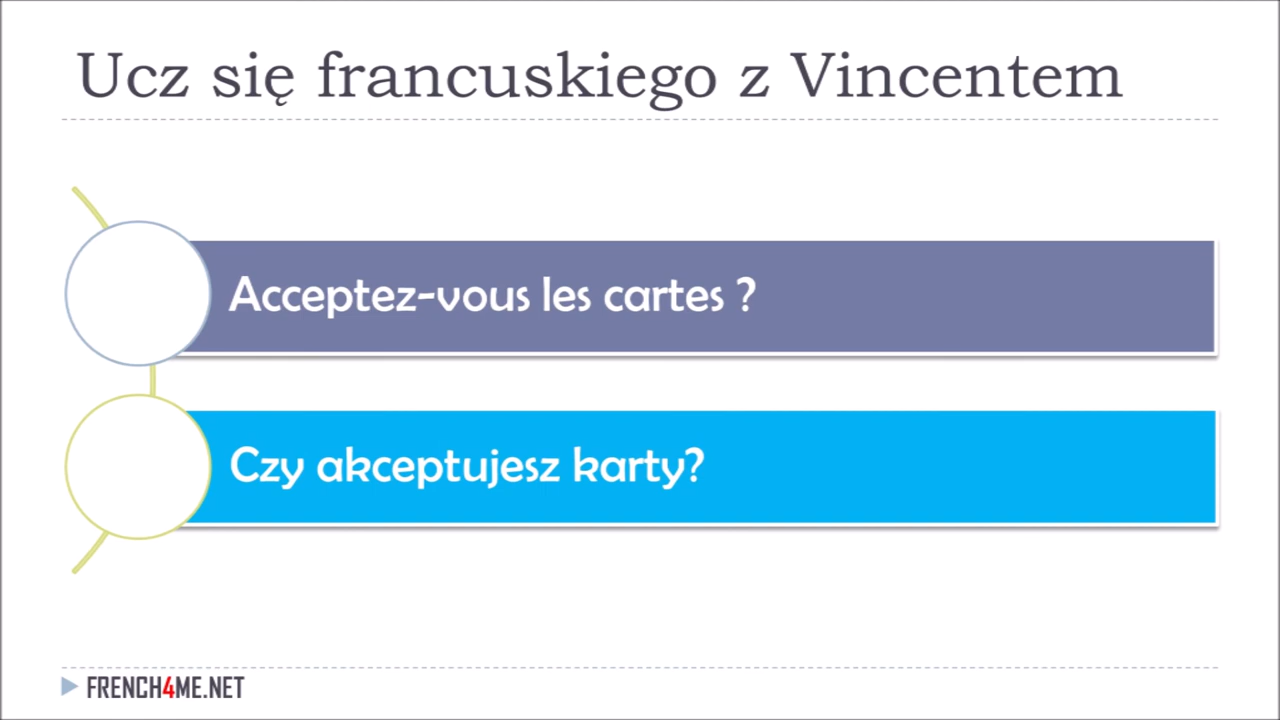 Ucz się francuskiego z Vincentem
Acceptez-vous les cartes ?
Czy akceptujesz karty?
FRENCH4ME.NET